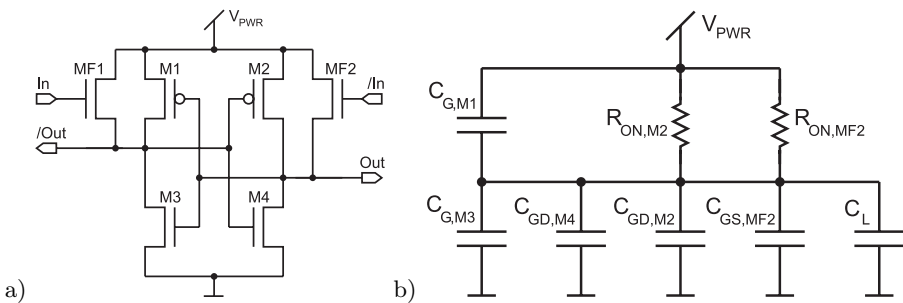 V_PWR
MF1 M1 M2 MF2
In /In
/Out
Out
M3 M4
a)
V_PWR
C_G,M1
R_ON,M2 R_ON,MF2
C_G,M3 C_GD,M4 C_GD,M2 C_GS,MF2 C_L
b)